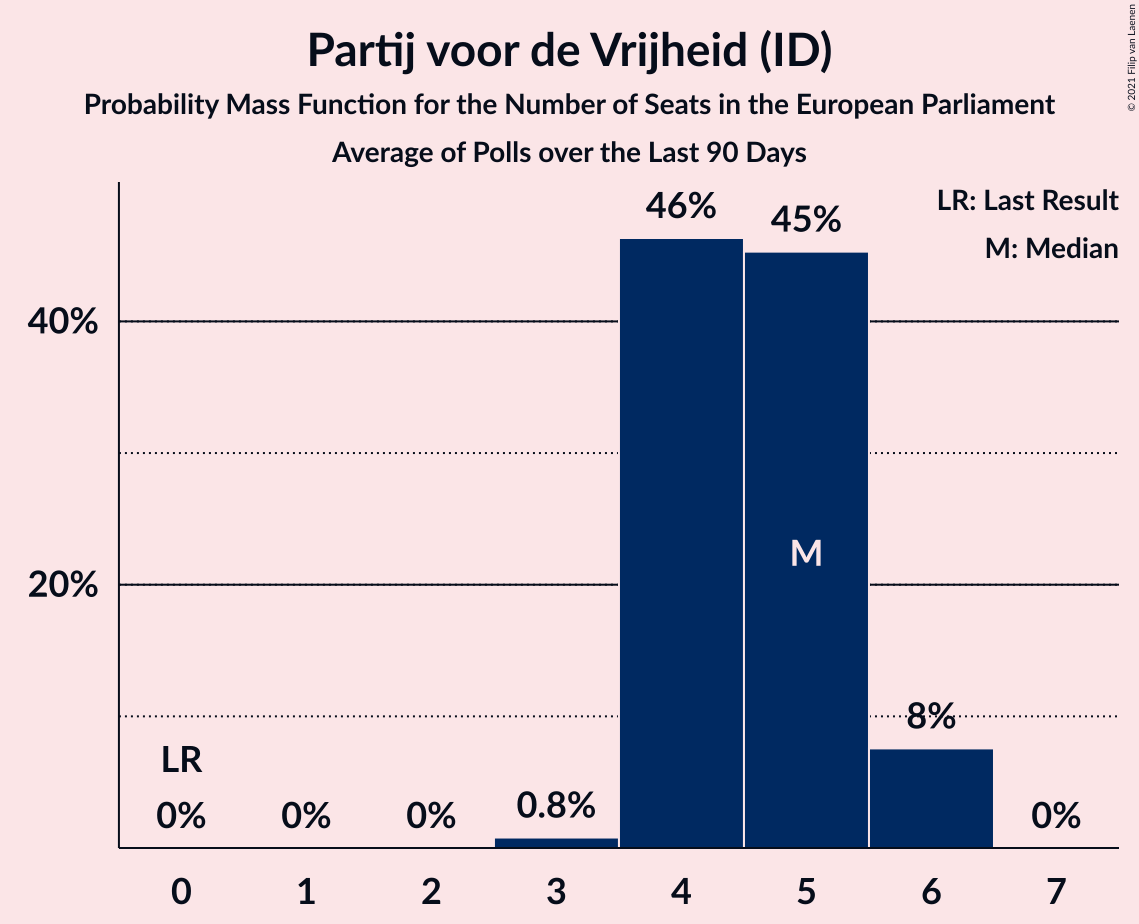 Partij voor de Vrijheid (ID)
Probability Mass Function for the Number of Seats in the European Parliament
Average of Polls over the Last 90 Days
© 2021 Filip van Laenen
LR: Last Result
M: Median
46%
45%
40%
M
20%
8%
LR
0%
0%
0%
0.8%
0%
0 1 2 3 4 5 6 7